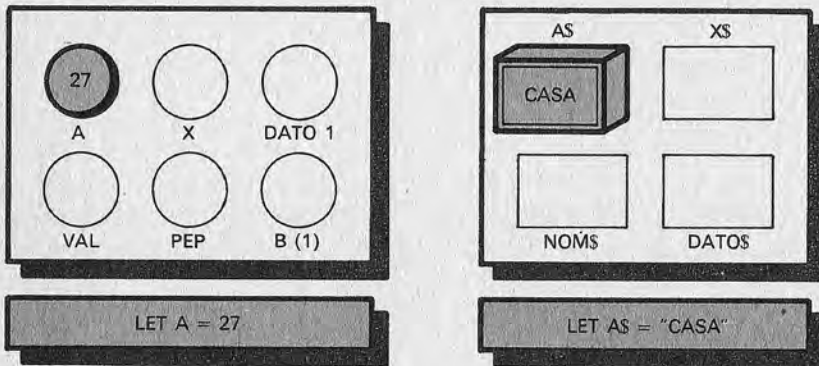 27
A X DATO 1
VAL PEP B (1)
LET A = 27
A$ X$
CASA
NOM$ DATO$
LET A$ = "CASA"